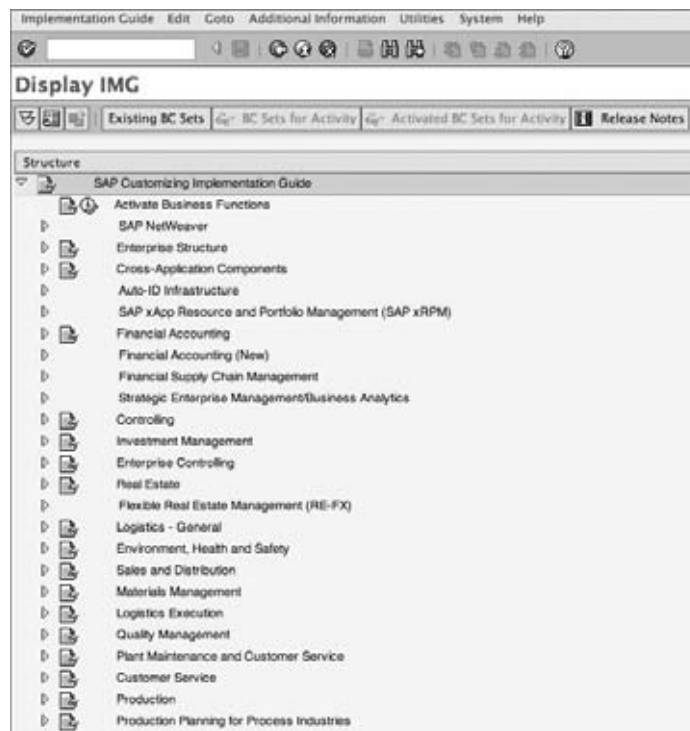 Implementation Guide Edit Goto Additional Information Utilities System Help
Display IMG
Existing BC Sets BC Sets for Activity Activated BC Sets for Activity Release Notes
Structure
SAP Customizing Implementation Guide
Activate Business Functions
SAP NetWeaver
Enterprise Structure
Cross-Application Components
Auto-ID Infrastructure
SAP xApp Resource and Portfolio Management (SAP xRPM)
Financial Accounting
Financial Accounting (New)
Financial Supply Chain Management
Strategic Enterprise Management/Business Analytics
Controlling
Investment Management
Enterprise Controlling
Real Estate
Flexible Real Estate Management (RE-FX)
Logistics - General
Environment, Health and Safety
Sales and Distribution
Materials Management
Logistics Execution
Quality Management
Plant Maintenance and Customer Service
Customer Service
Production
Production Planning for Process Industries